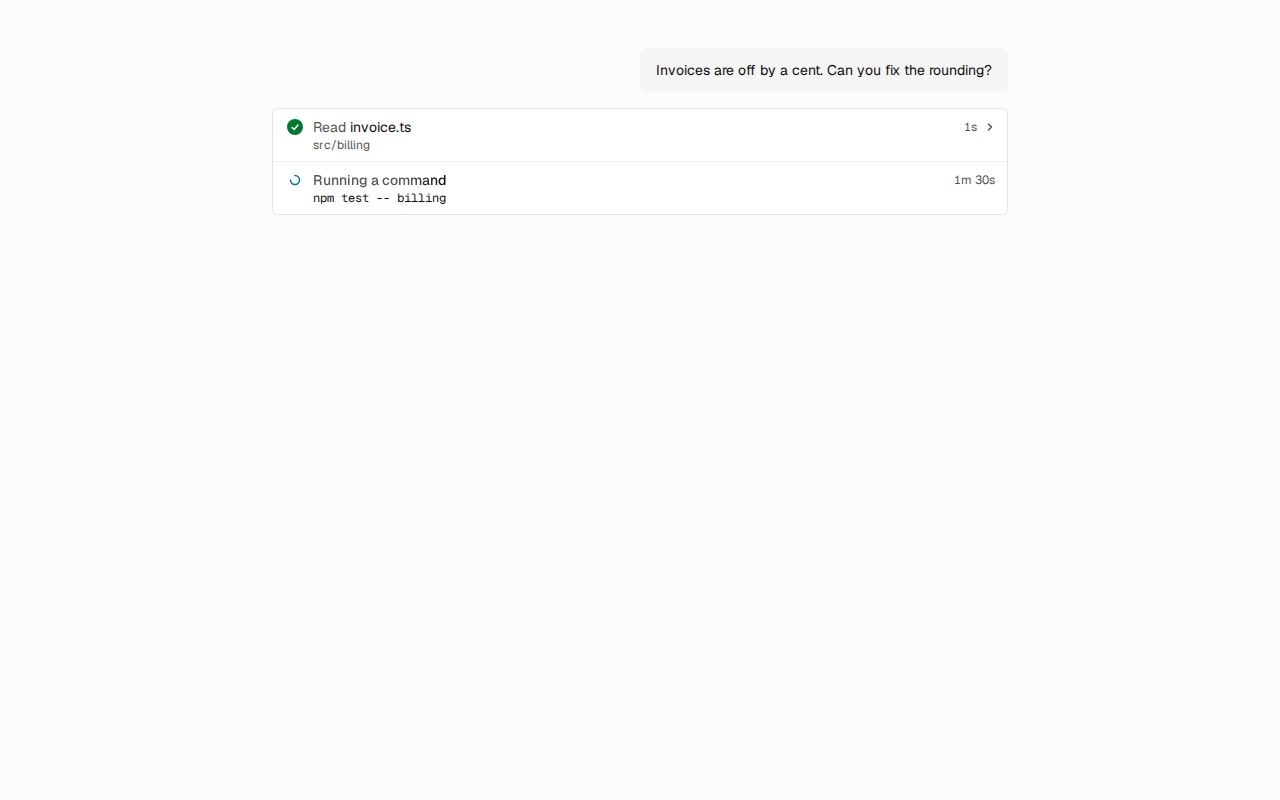 Invoices are off by a cent. Can you fix the rounding?
Read invoice.ts 1s
src/billing
Running a command 1m 30s
npm test -- billing